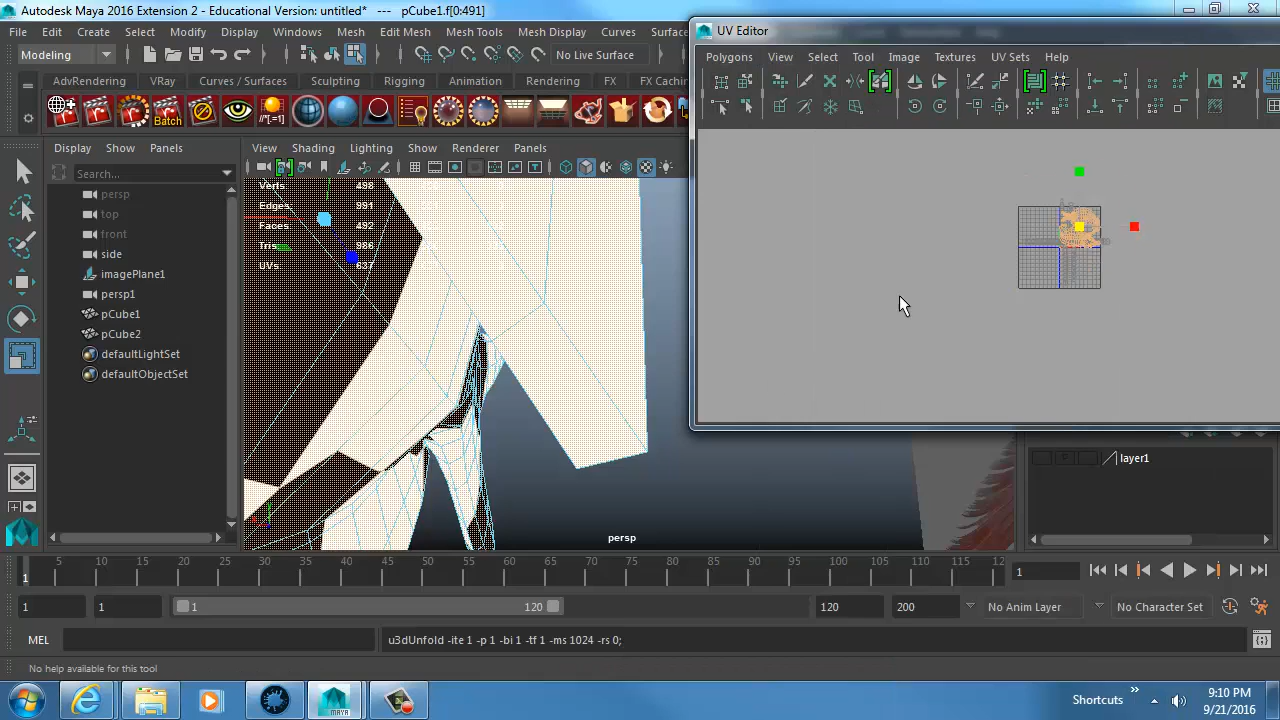 Autodesk Maya 2016 Extension 2 - Educational Version: untitled* --- pCube1.f[0:491]
File Edit Create Select Modify Display Windows Mesh Edit Mesh Mesh Tools Mesh Display Curves Surfa
Modeling
No Live Surface
AdvRendering VRay Curves / Surfaces Sculpting Rigging Animation Rendering FX FX Cachin
Batch
//*[..=1]
Display Show Panels
Search...
persp
top
front
side
imagePlane1
persp1
pCube1
pCube2
defaultLightSet
defaultObjectSet
View Shading Lighting Show Renderer Panels
Verts
Edges: 991
Faces
Tris 986
UVs
persp
UV Editor
Polygons View Select Tool Image Textures UV Sets Help
layer1
1
5 10 15 20 25 30 35 40 45 50 55 60 65 70 75 80 85 90 95 100 105 110 115 12
1
1 1 1 120 120 200 No Anim Layer No Character Set
MEL u3dUnfold -ite 1 -p 1 -bi 1 -tf 1 -ms 1024 -rs 0;
No help available for this tool
MAYA
Shortcuts
9:10 PM
9/21/2016